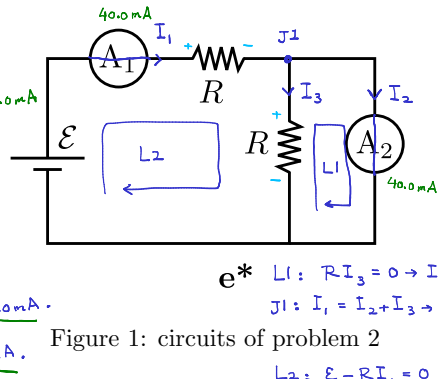 40.0mA
A₁ I₁ + - J1
R
0mA I₃ I₂
+
ε L2 R L1 A₂
-
40.0mA
e* L1: RI₃ = 0 → I
J1: I₁ = I₂+I₃ →
0mA.
Figure 1: circuits of problem 2
A.
L2: ε - RI₁ = 0